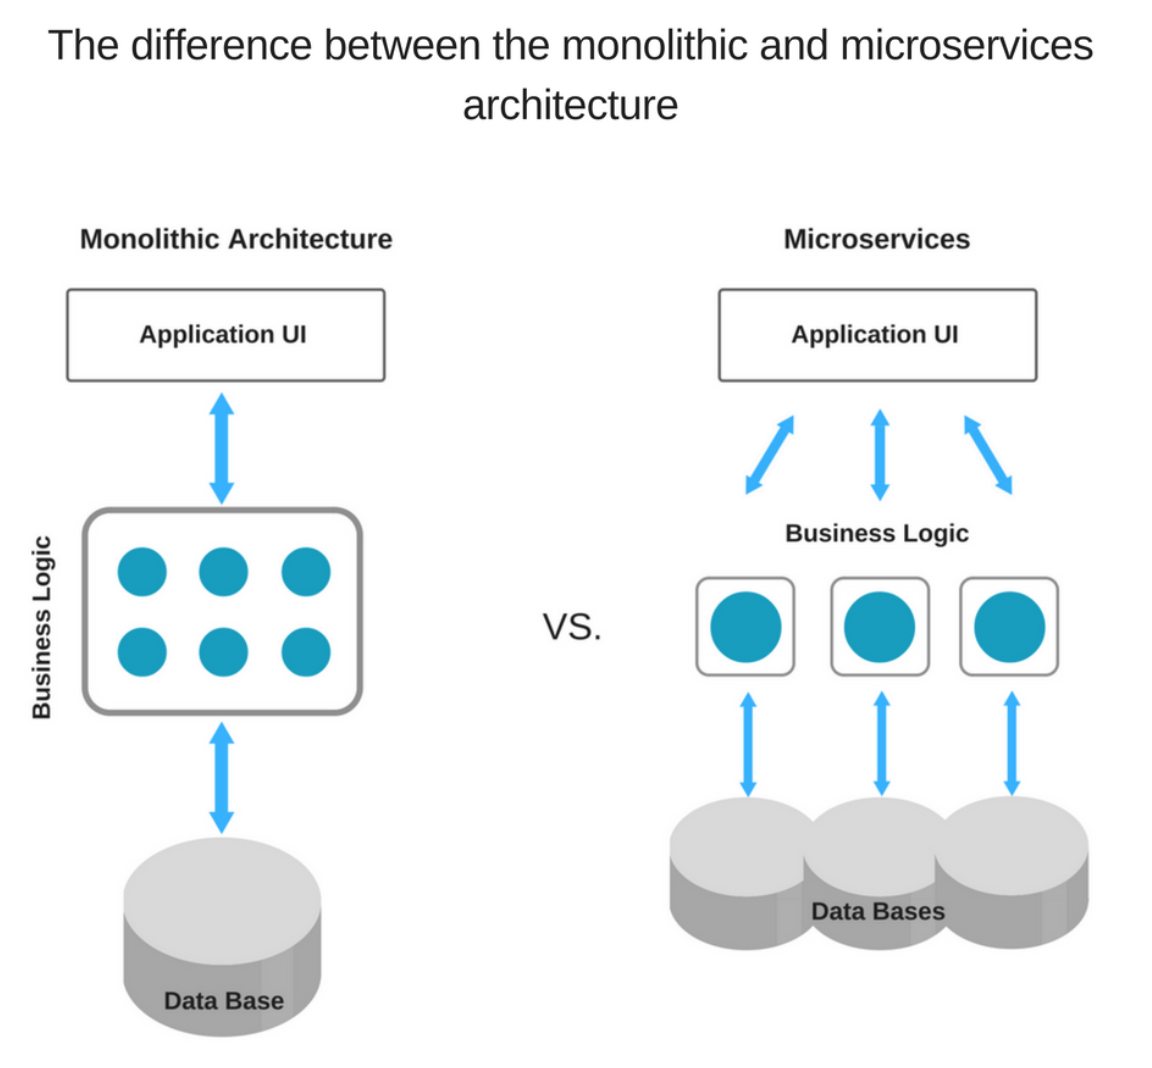 The difference between the monolithic and microservices
architecture
Monolithic Architecture
Application UI
Business Logic
Data Base
VS.
Microservices
Application UI
Business Logic
Data Bases